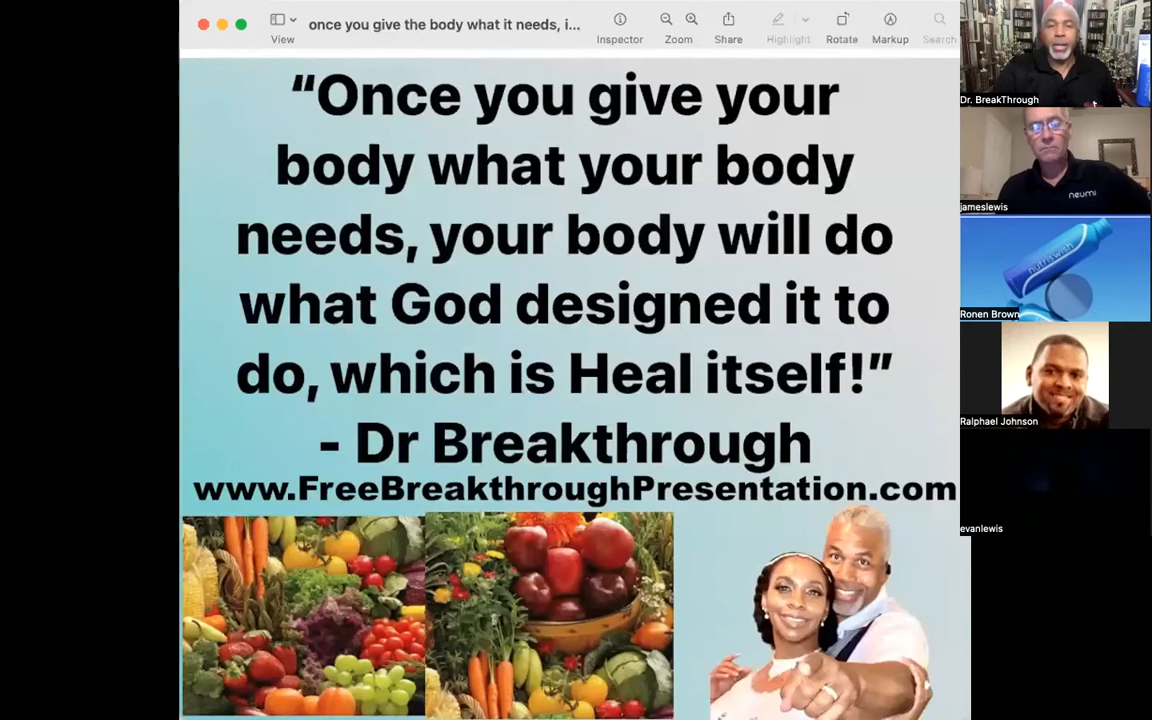 once you give the body what it needs, i...
View
Inspector
Zoom
Share
Highlight
Rotate
Markup
Search
“Once you give your
body what your body
needs, your body will do
what God designed it to
do, which is Heal itself!”
- Dr Breakthrough
www.FreeBreakthroughPresentation.com
Dr. BreakThrough
neumi
jameslewis
nutriswish
Ronen Brown
Ralphael Johnson
evanlewis